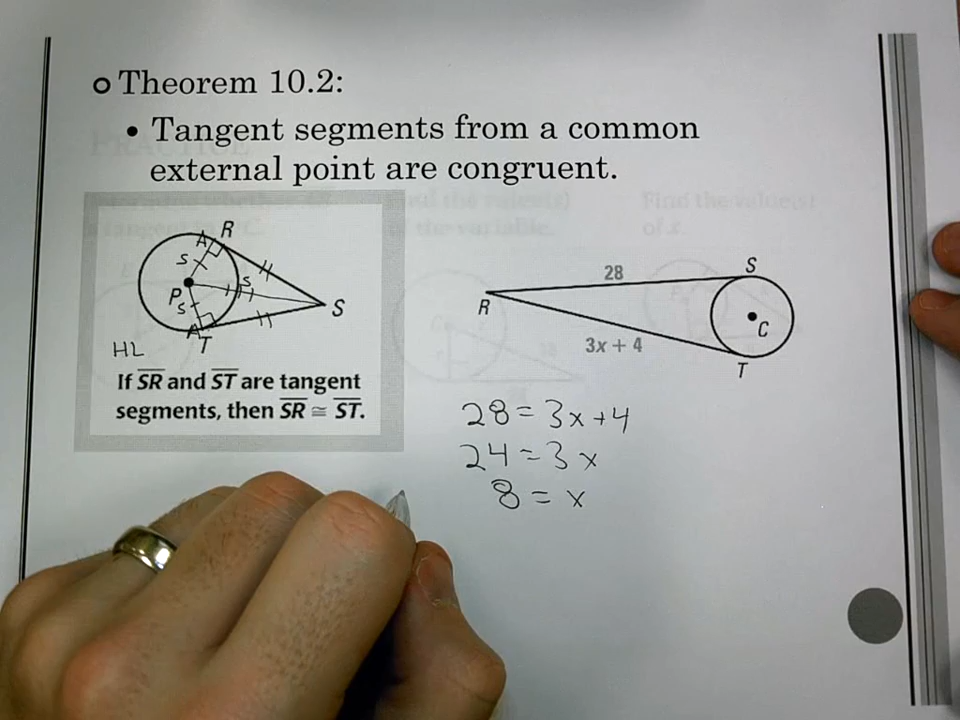 Theorem 10.2:
• Tangent segments from a common
external point are congruent.
A R
S
P S
S
S
A T
HL
If SR and ST are tangent
segments, then SR ≅ ST.
28 S
R C
3x + 4
T
28 = 3x + 4
24 = 3x
8 = x